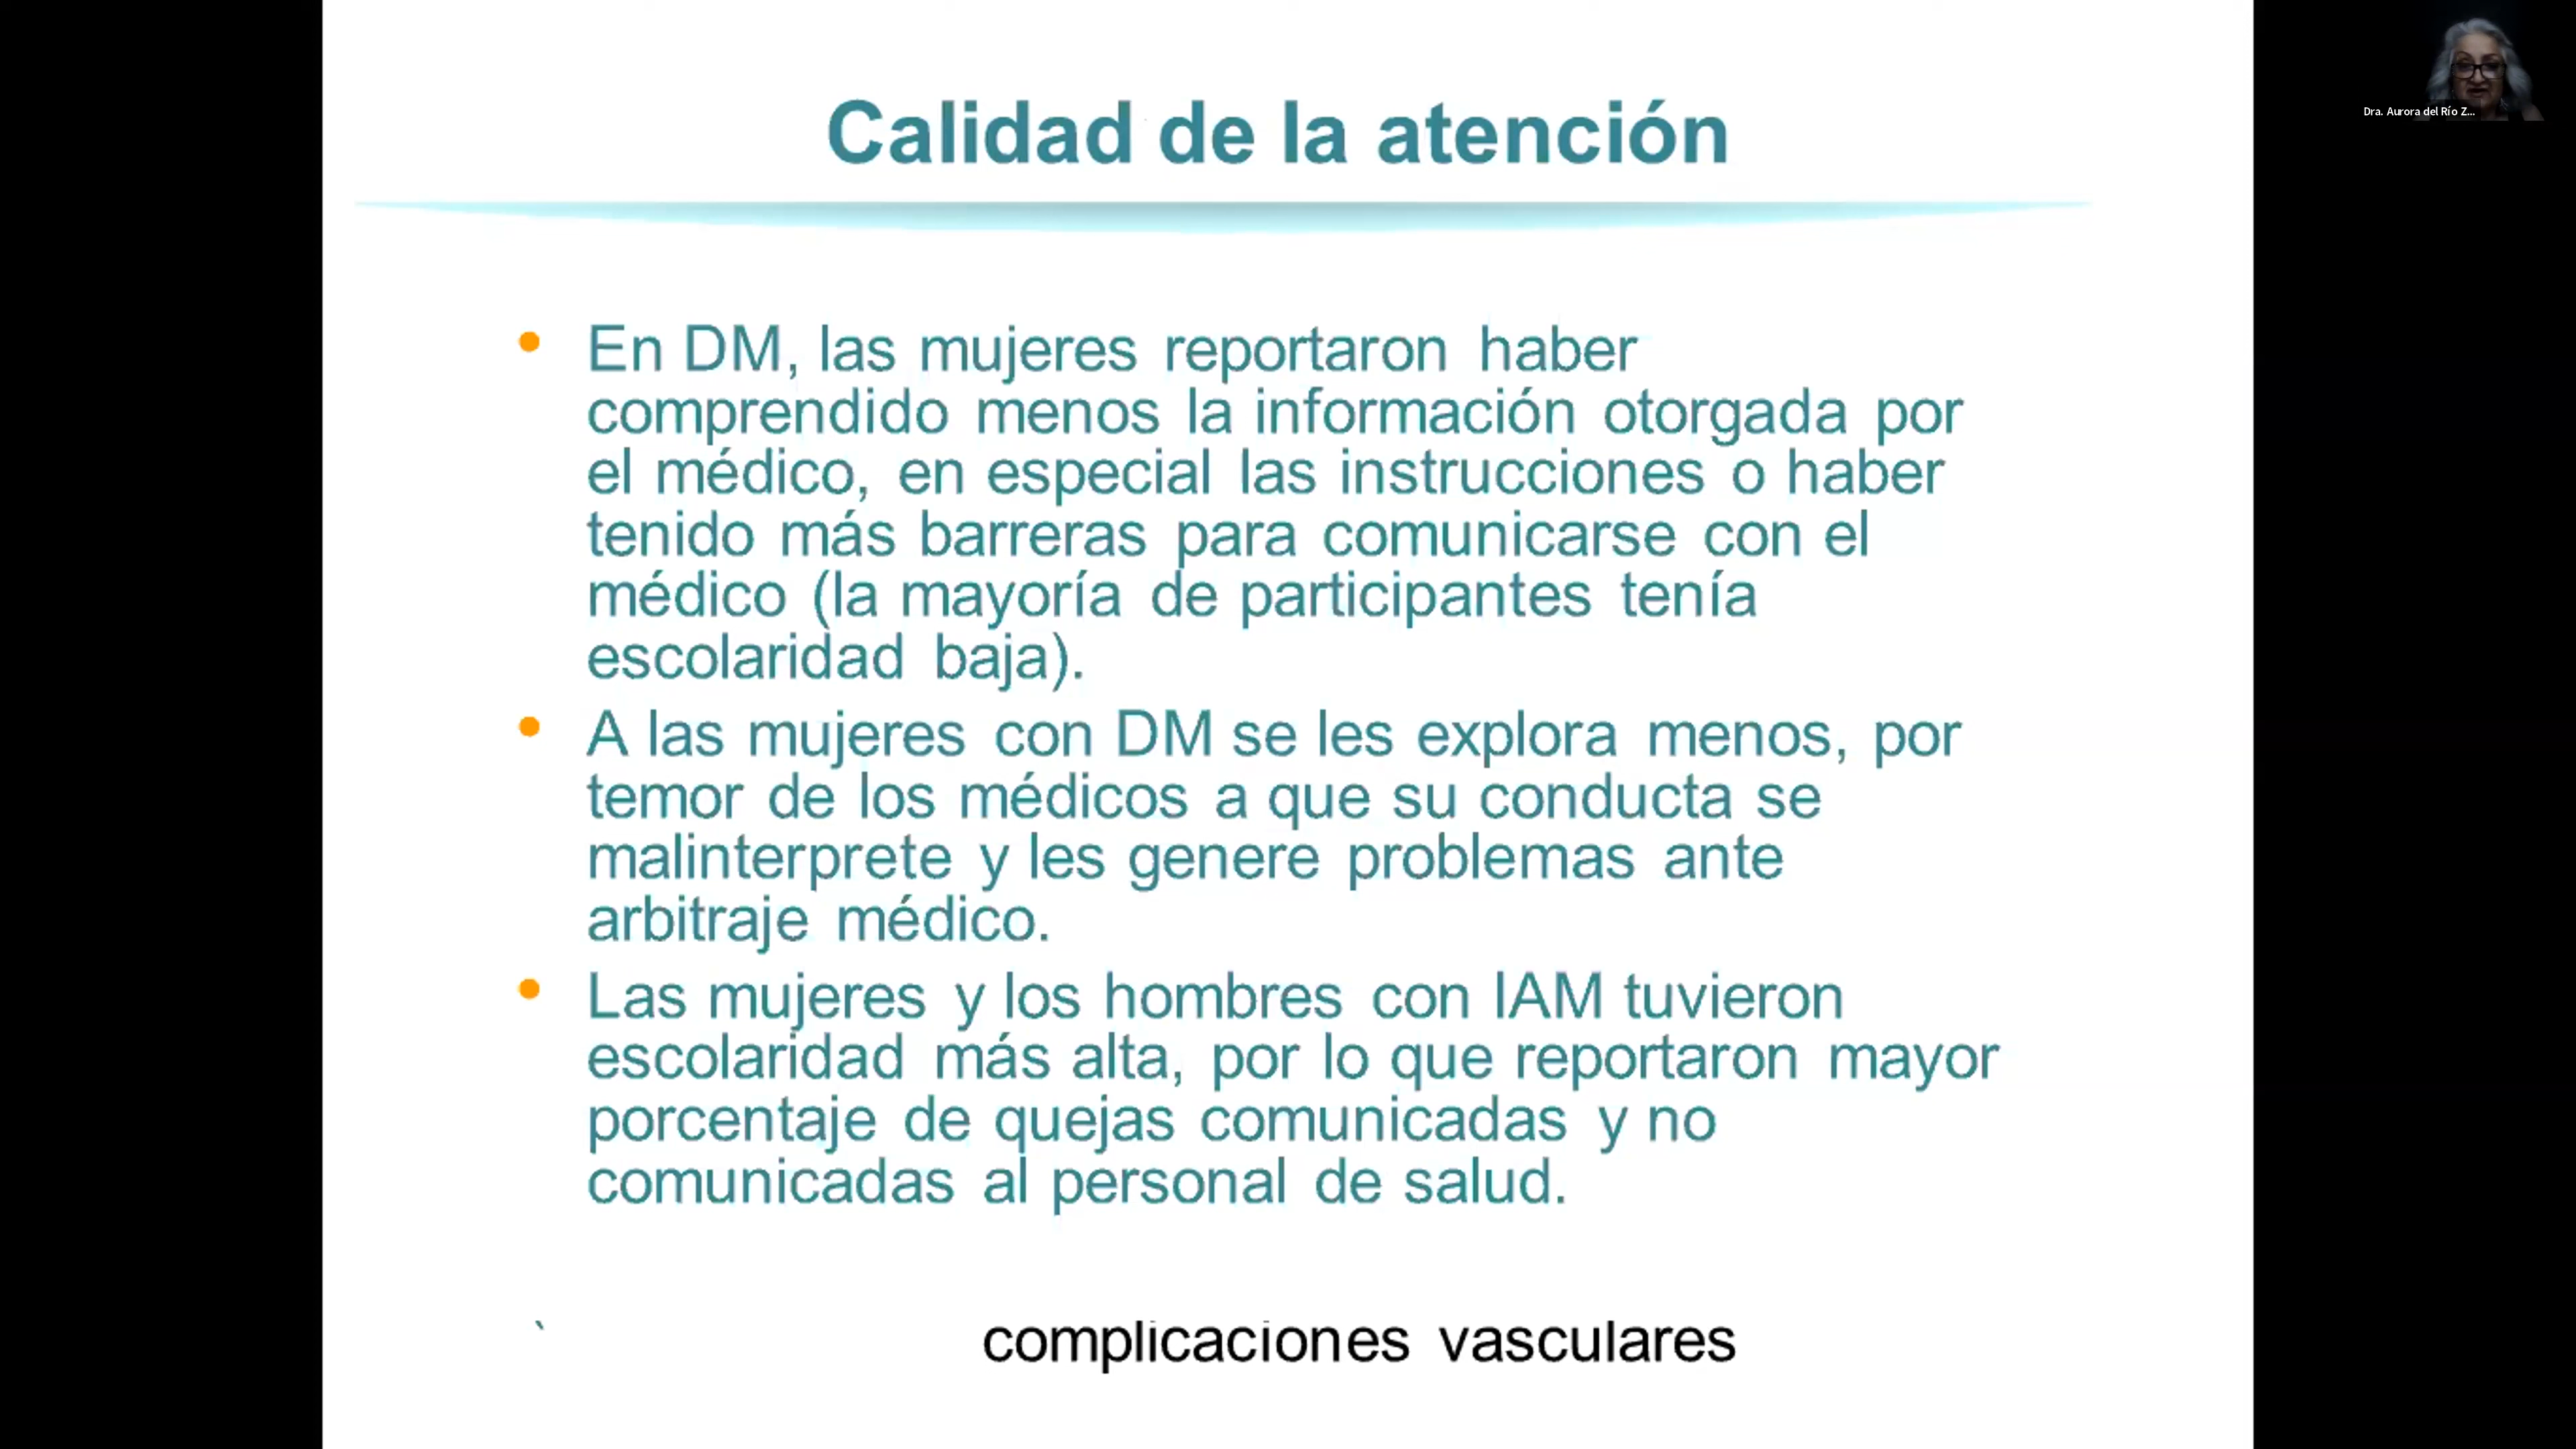 Calidad de la atención
Dra. Aurora del Río Z...
• En DM, las mujeres reportaron haber
comprendido menos la información otorgada por
el médico, en especial las instrucciones o haber
tenido más barreras para comunicarse con el
médico (la mayoría de participantes tenía
escolaridad baja).
• A las mujeres con DM se les explora menos, por
temor de los médicos a que su conducta se
malinterprete y les genere problemas ante
arbitraje médico.
• Las mujeres y los hombres con IAM tuvieron
escolaridad más alta, por lo que reportaron mayor
porcentaje de quejas comunicadas y no
comunicadas al personal de salud.
` complicaciones vasculares